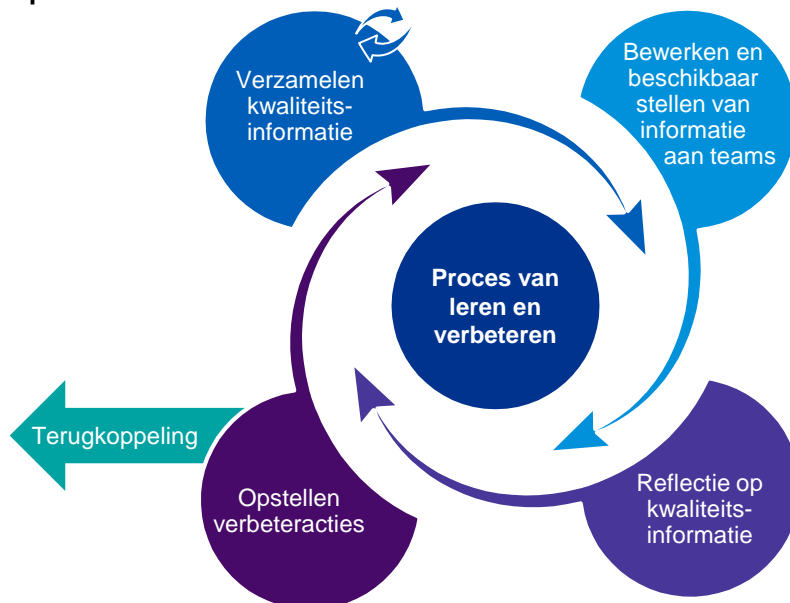 Verzamelen
kwaliteits-
informatie
Bewerken en
beschikbaar
stellen van
informatie
aan teams
Proces van
leren en
verbeteren
Terugkoppeling
Opstellen
verbeteracties
Reflectie op
kwaliteits-
informatie